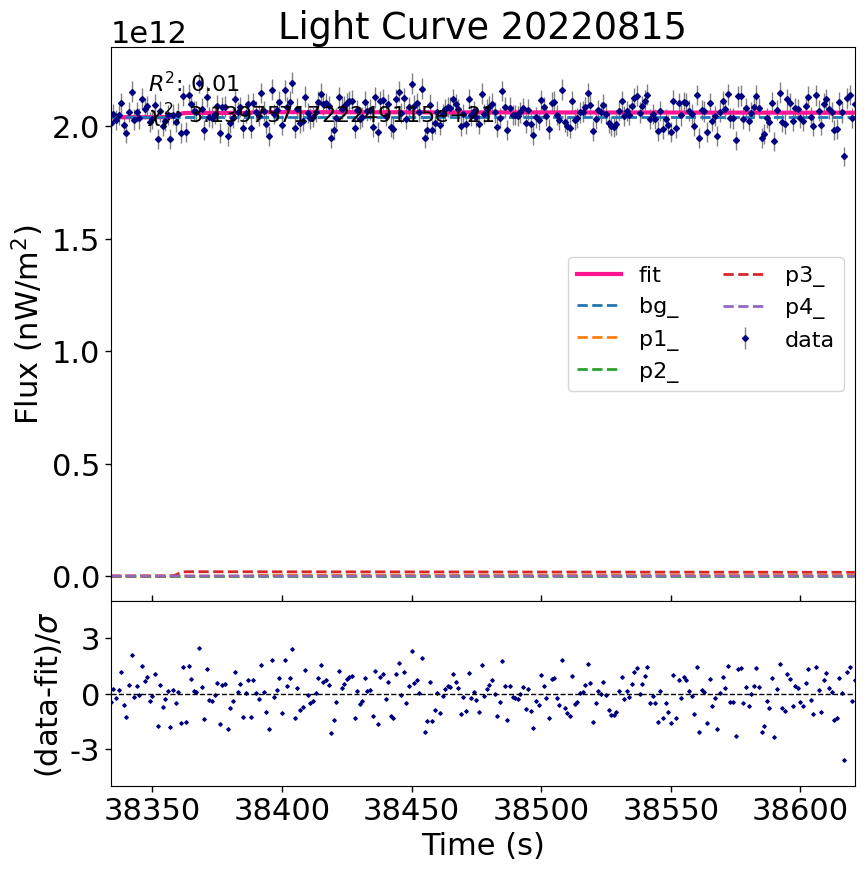 Light Curve 20220815
1e12
R²: 0.01
2.0
1.5
1.0
0.5
0.0
Flux (nW/m²)
fit
bg_
p1_
p2_
p3_
p4_
data
3
0
-3
(data-fit)/σ
38350 38400 38450 38500 38550 38600
Time (s)